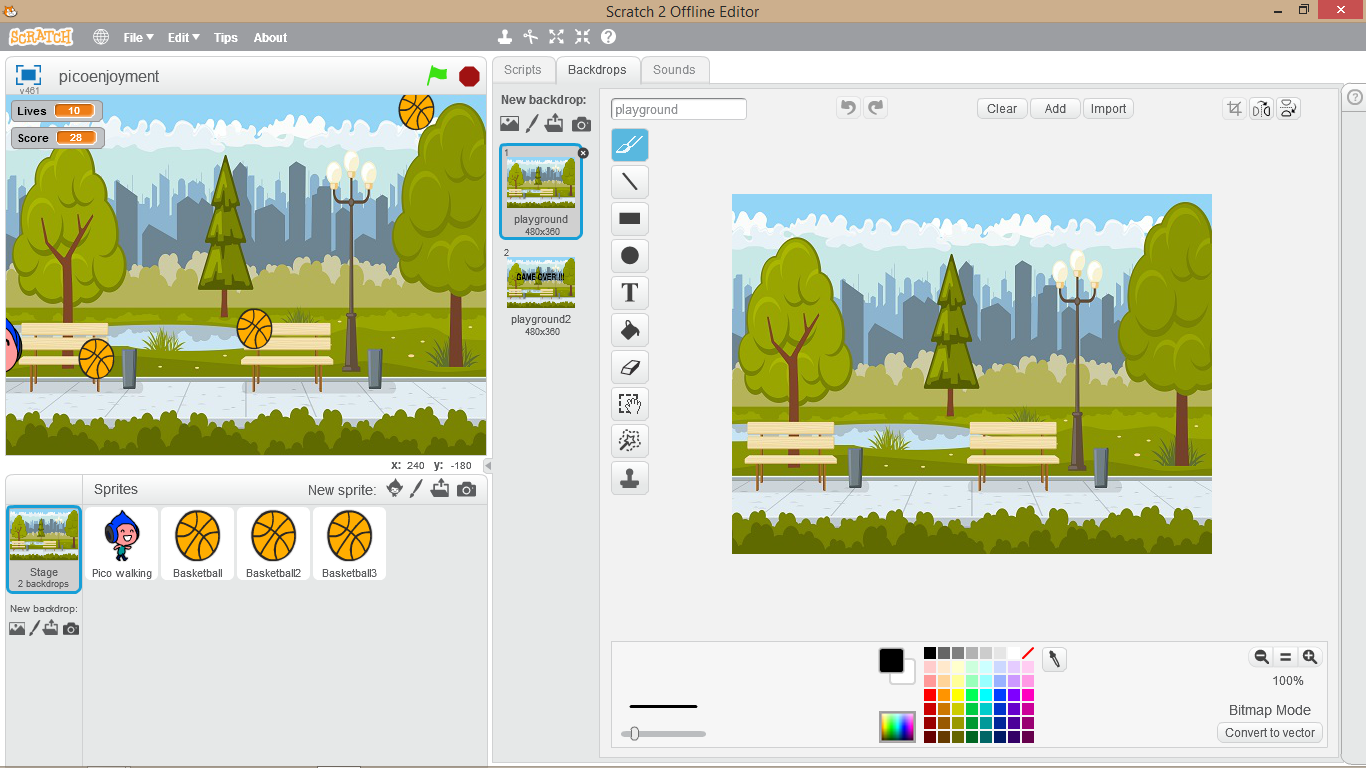 Scratch 2 Offline Editor
SCRATCH
File Edit Tips About
v461
picoenjoyment
Lives 10
Score 28
x: 240 y: -180
Sprites
New sprite:
Stage
2 backdrops
New backdrop:
Pico walking
Basketball
Basketball2
Basketball3
Scripts
Backdrops
Sounds
New backdrop:
1
playground
480x360
2
GAME OVER !!!
playground2
480x360
playground
Clear
Add
Import
T
100%
Bitmap Mode
Convert to vector